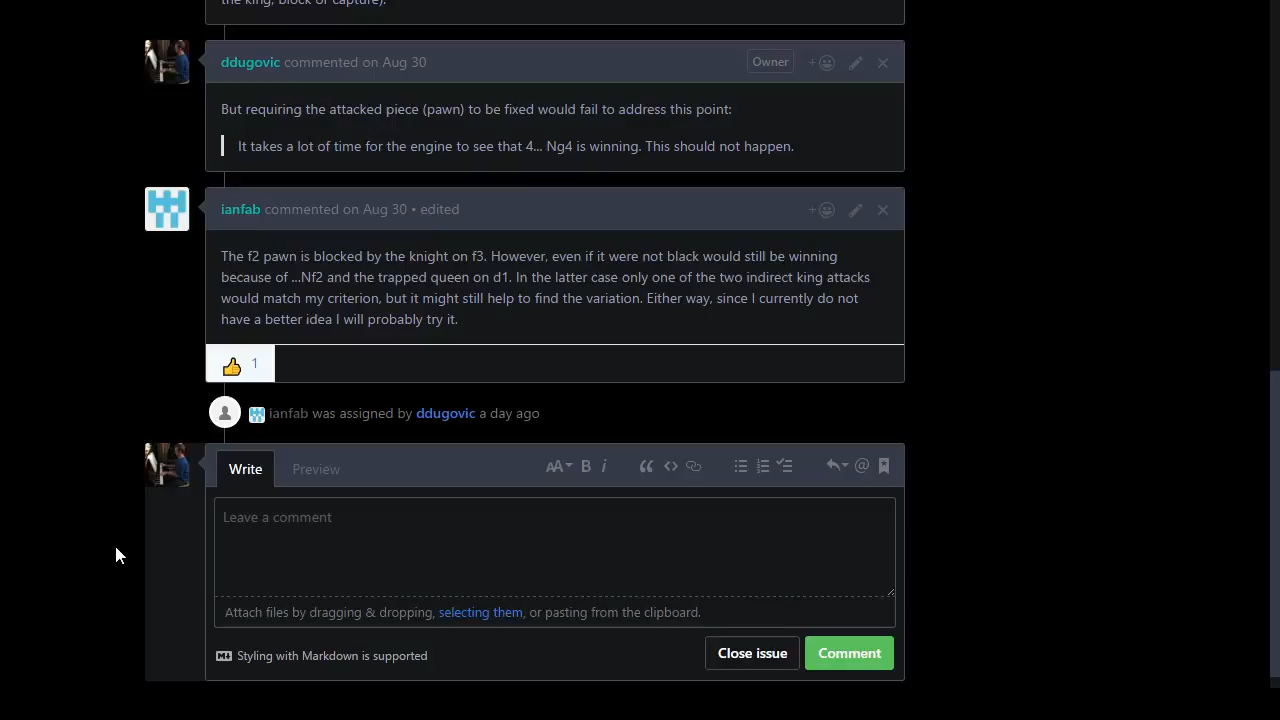 the king, block or capture).
ddugovic commented on Aug 30 Owner
But requiring the attacked piece (pawn) to be fixed would fail to address this point:
It takes a lot of time for the engine to see that 4... Ng4 is winning. This should not happen.
ianfab commented on Aug 30 • edited
The f2 pawn is blocked by the knight on f3. However, even if it were not black would still be winning
because of ...Nf2 and the trapped queen on d1. In the latter case only one of the two indirect king attacks
would match my criterion, but it might still help to find the variation. Either way, since I currently do not
have a better idea I will probably try it.
👍 1
ianfab was assigned by ddugovic a day ago
Write Preview AA B i
Leave a comment
Attach files by dragging & dropping, selecting them, or pasting from the clipboard.
Styling with Markdown is supported Close issue Comment